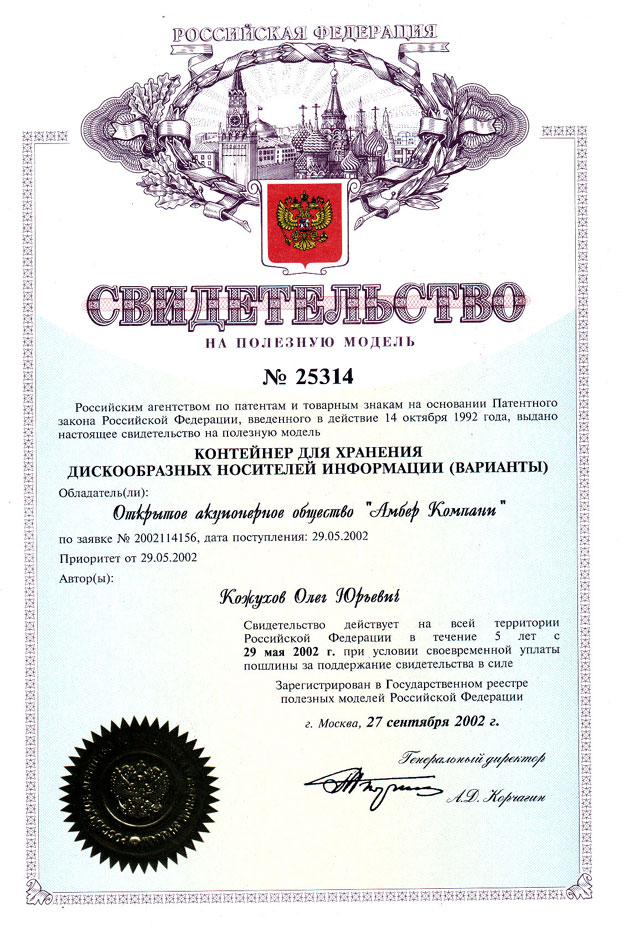 РОССИЙСКАЯ ФЕДЕРАЦИЯ
СВИДЕТЕЛЬСТВО
НА ПОЛЕЗНУЮ МОДЕЛЬ
№ 25314
Российским агентством по патентам и товарным знакам на основании Патентного
закона Российской Федерации, введенного в действие 14 октября 1992 года, выдано
настоящее свидетельство на полезную модель
КОНТЕЙНЕР ДЛЯ ХРАНЕНИЯ
ДИСКООБРАЗНЫХ НОСИТЕЛЕЙ ИНФОРМАЦИИ (ВАРИАНТЫ)
Обладатель(ли):
Открытое акционерное общество "Амбер Компани"
по заявке № 2002114156, дата поступления: 29.05.2002
Приоритет от 29.05.2002
Автор(ы):
Кожухов Олег Юрьевич
Свидетельство действует на всей территории
Российской Федерации в течение 5 лет с
29 мая 2002 г. при условии своевременной уплаты
пошлины за поддержание свидетельства в силе
Зарегистрирован в Государственном реестре
полезных моделей Российской Федерации
г. Москва, 27 сентября 2002 г.
Генеральный директор
А.Д. Корчагин